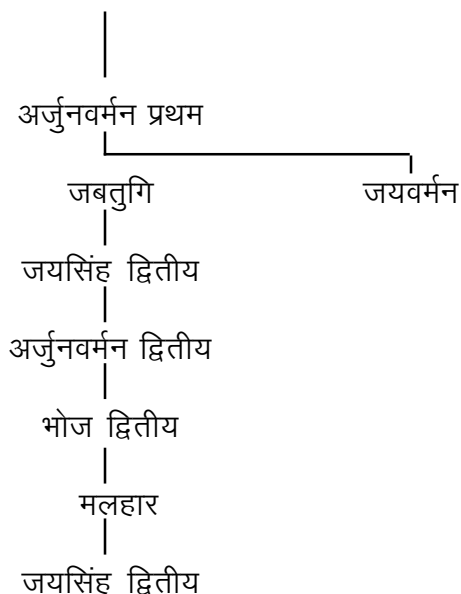 अर्जुनवर्मन प्रथम
जबतुगि जयवर्मन
जयसिंह द्वितीय
अर्जुनवर्मन द्वितीय
भोज द्वितीय
मलहार
जयसिंह द्वितीय